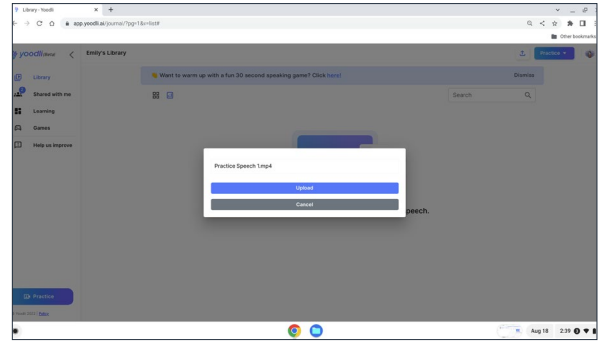 Library - Yoodli
app.yoodli.ai/journal/?pg=1&v=list#
Other bookmarks
yoodli
Emily's Library
Practice
Library
Want to warm up with a fun 30 second speaking game? Click here!
Dismiss
Shared with me
Search
Learning
Games
Help us improve
Practice Speech 1.mp4
Upload
Cancel
peech.
Practice
Aug 18 2:39